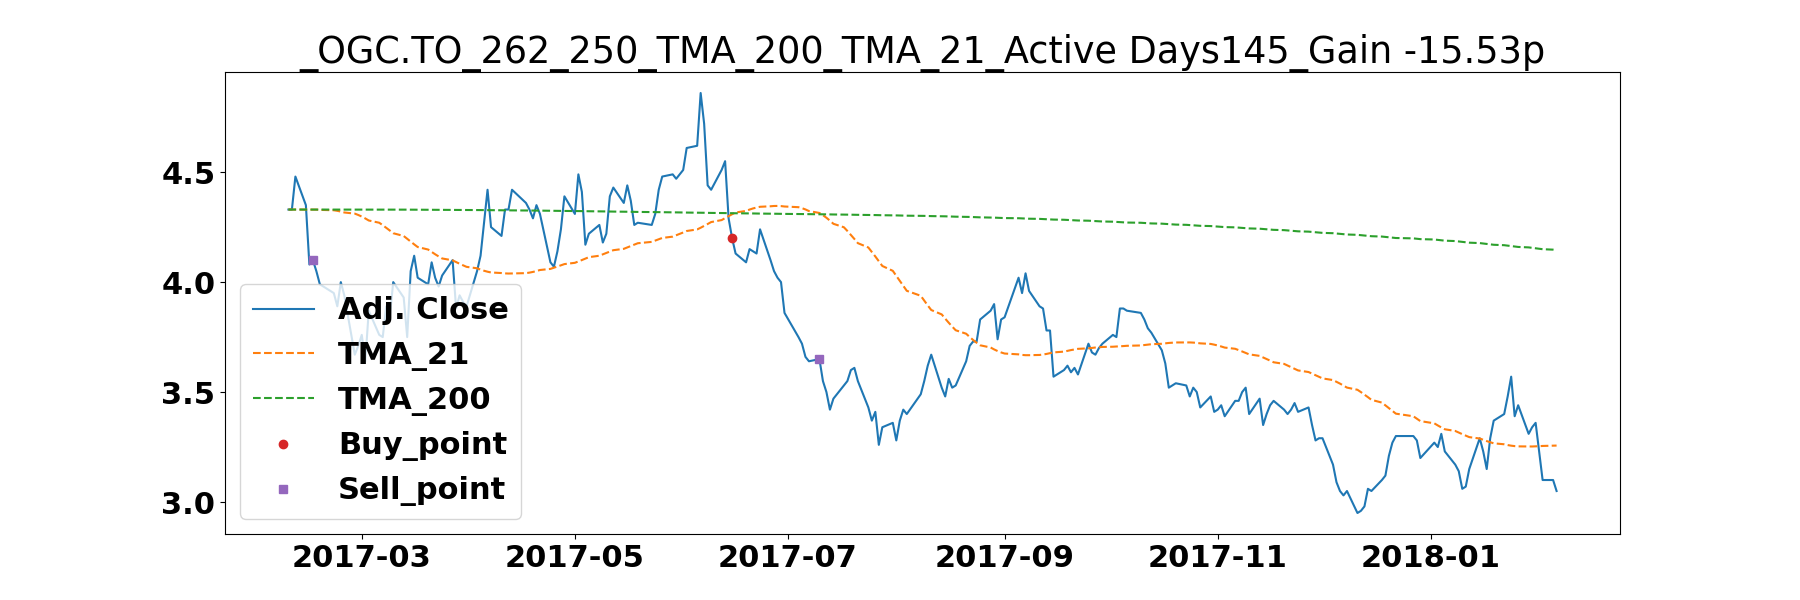 _OGC.TO_262_250_TMA_200_TMA_21_Active Days145_Gain -15.53p
4.5
4.0
3.5
3.0
Adj. Close
TMA_21
TMA_200
Buy_point
Sell_point
2017-03 2017-05 2017-07 2017-09 2017-11 2018-01